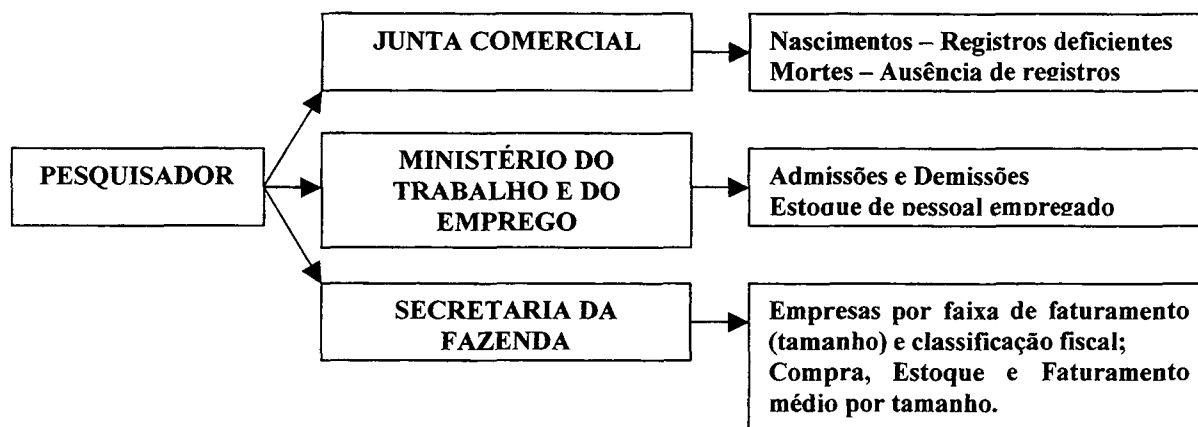 PESQUISADOR
JUNTA COMERCIAL
Nascimentos – Registros deficientes
Mortes – Ausência de registros
MINISTÉRIO DO
TRABALHO E DO
EMPREGO
Admissões e Demissões
Estoque de pessoal empregado
SECRETARIA DA
FAZENDA
Empresas por faixa de faturamento
(tamanho) e classificação fiscal;
Compra, Estoque e Faturamento
médio por tamanho.